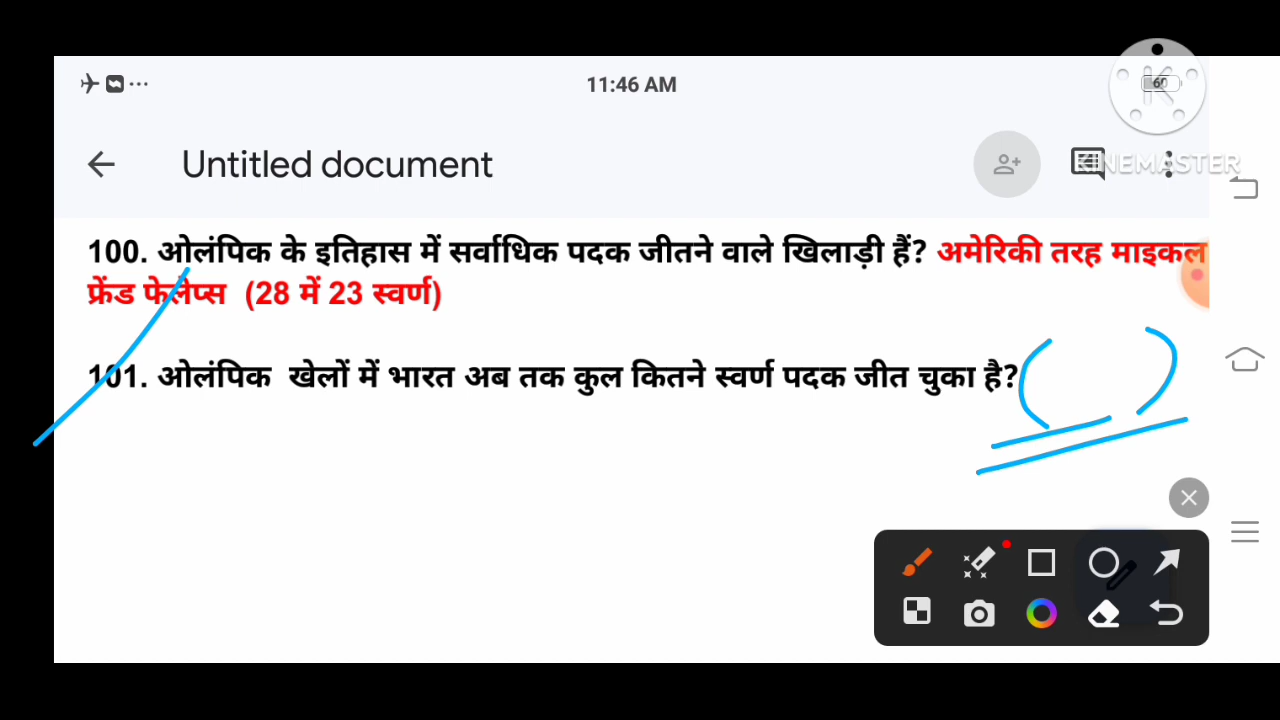 11:46 AM
60
Untitled document
KINEMASTER
100. ओलंपिक के इतिहास में सर्वाधिक पदक जीतने वाले खिलाड़ी हैं? अमेरिकी तरह माइकल
फ्रेंड फेलेप्स (28 में 23 स्वर्ण)
101. ओलंपिक खेलों में भारत अब तक कुल कितने स्वर्ण पदक जीत चुका है?